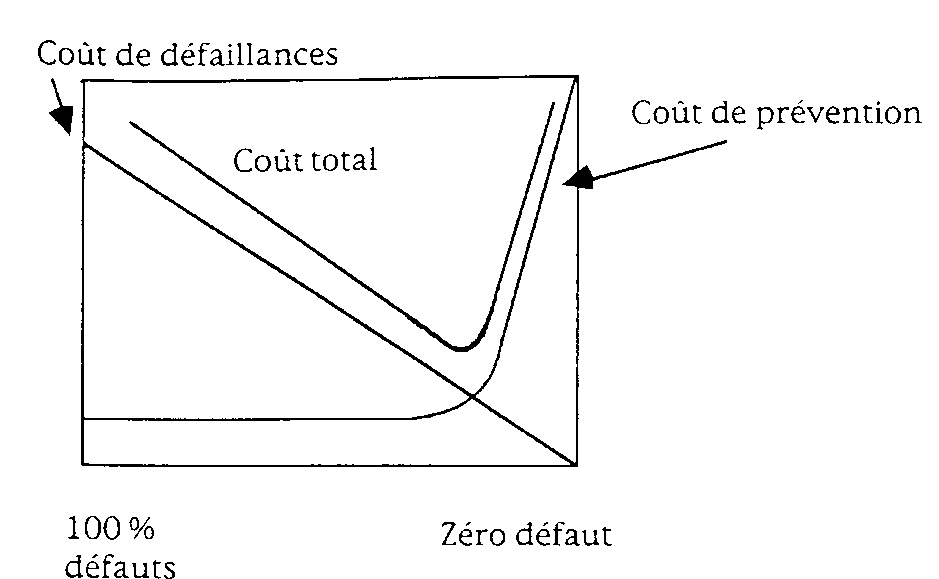 Coût de défaillances
Coût de prévention
Coût total
100 %
défauts
Zéro défaut